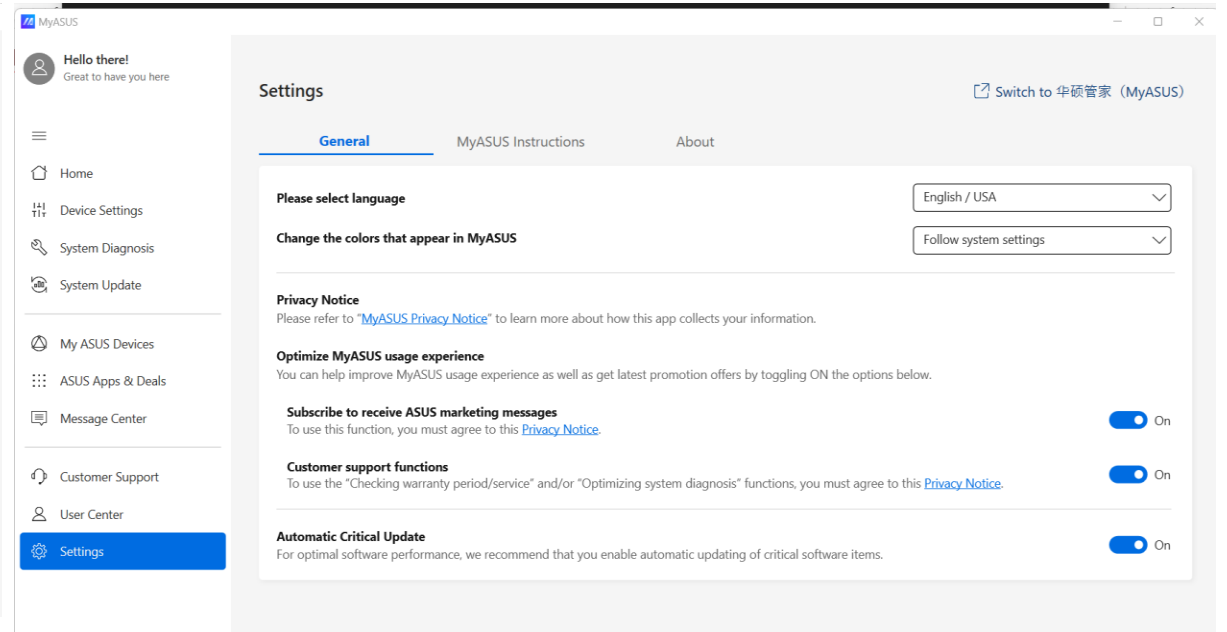 MyASUS
Hello there!
Great to have you here
Home
Device Settings
System Diagnosis
System Update
My ASUS Devices
ASUS Apps & Deals
Message Center
Customer Support
User Center
Settings
Settings
Switch to 华硕管家（MyASUS）
General
MyASUS Instructions
About
Please select language
English / USA
Change the colors that appear in MyASUS
Follow system settings
Privacy Notice
Please refer to “MyASUS Privacy Notice” to learn more about how this app collects your information.
Optimize MyASUS usage experience
You can help improve MyASUS usage experience as well as get latest promotion offers by toggling ON the options below.
Subscribe to receive ASUS marketing messages
To use this function, you must agree to this Privacy Notice.
On
Customer support functions
To use the “Checking warranty period/service” and/or “Optimizing system diagnosis” functions, you must agree to this Privacy Notice.
On
Automatic Critical Update
For optimal software performance, we recommend that you enable automatic updating of critical software items.
On